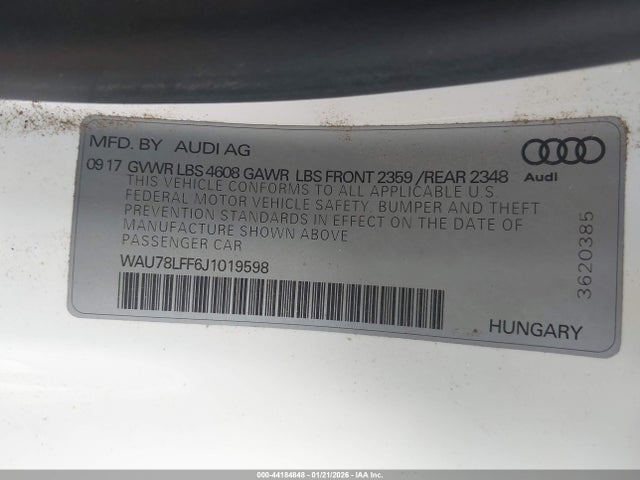 MFD. BY AUDI AG
09 17 GVWR LBS 4608 GAWR LBS FRONT 2359 /REAR 2348
THIS VEHICLE CONFORMS TO ALL APPLICABLE U.S.
FEDERAL MOTOR VEHICLE SAFETY, BUMPER AND THEFT
PREVENTION STANDARDS IN EFFECT ON THE DATE OF
MANUFACTURE SHOWN ABOVE
PASSENGER CAR
WAU78LFF6J1019598
Audi
3620385
HUNGARY
000-44184848 | 01/21/2026 | IAA Inc.